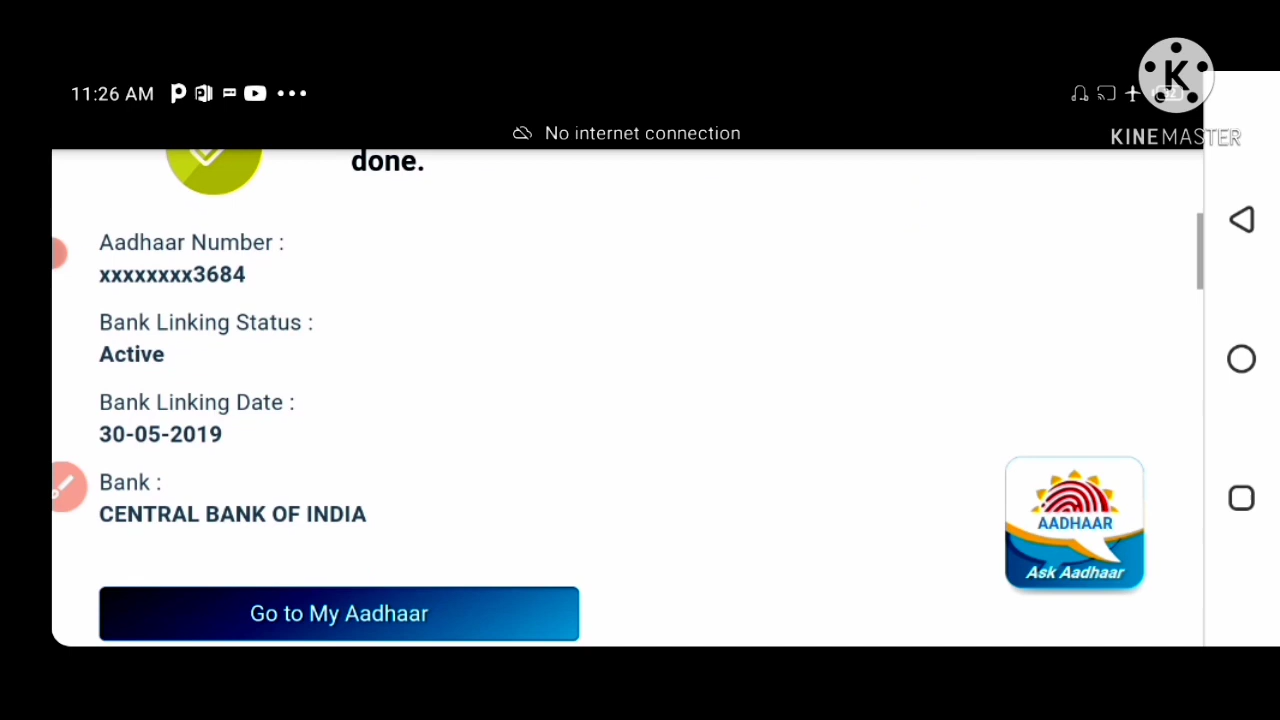 11:26 AM
No internet connection
KINEMASTER
K
done.
Aadhaar Number :
xxxxxxxx3684
Bank Linking Status :
Active
Bank Linking Date :
30-05-2019
Bank :
CENTRAL BANK OF INDIA
AADHAAR
Ask Aadhaar
Go to My Aadhaar